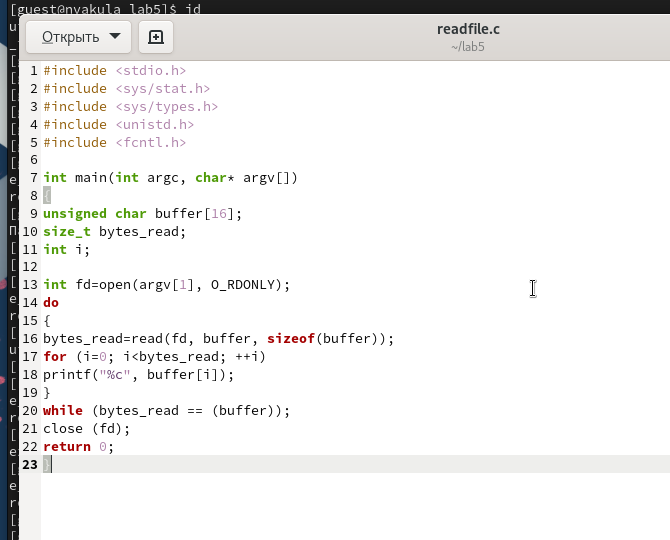 [guest@nyakula lab5]$ id
Открыть
readfile.c
~/lab5
1 #include <stdio.h>
2 #include <sys/stat.h>
3 #include <sys/types.h>
4 #include <unistd.h>
5 #include <fcntl.h>
6
7 int main(int argc, char* argv[])
8 {
9 unsigned char buffer[16];
10 size_t bytes_read;
11 int i;
12
13 int fd=open(argv[1], O_RDONLY);
14 do
15 {
16 bytes_read=read(fd, buffer, sizeof(buffer));
17 for (i=0; i<bytes_read; ++i)
18 printf("%c", buffer[i]);
19 }
20 while (bytes_read == (buffer));
21 close (fd);
22 return 0;
23 }